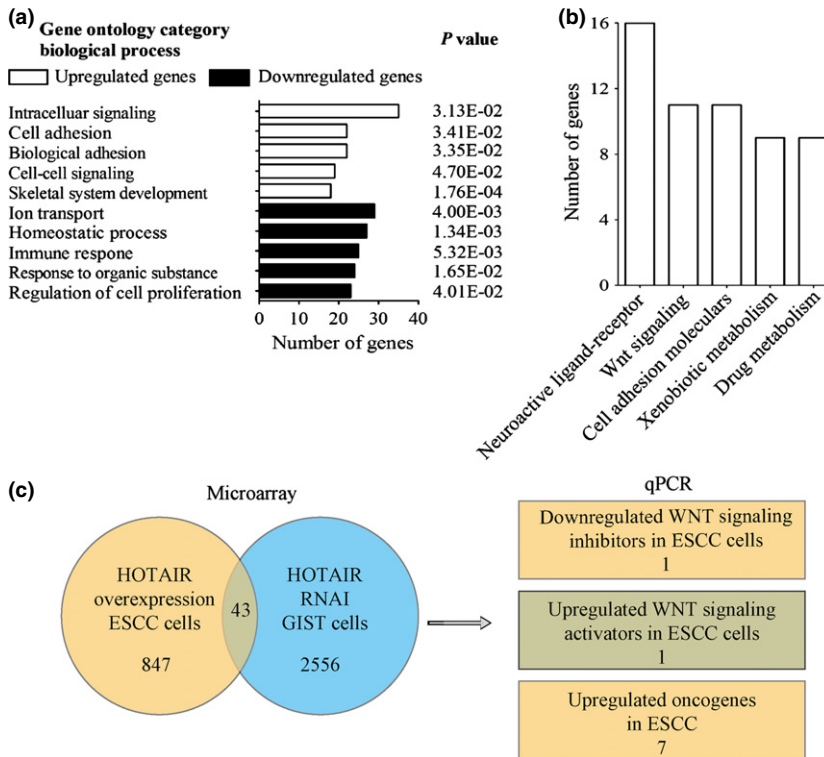 (a)
Gene ontology category
biological process
P value
Upregulated genes
Downregulated genes
Intracelluar signaling 3.13E-02
Cell adhesion 3.41E-02
Biological adhesion 3.35E-02
Cell-cell signaling 4.70E-02
Skeletal system development 1.76E-04
Ion transport 4.00E-03
Homeostatic process 1.34E-03
Immune respone 5.32E-03
Response to organic substance 1.65E-02
Regulation of cell proliferation 4.01E-02
0 10 20 30 40
Number of genes
(b)
Number of genes
16
12
8
4
0
Neuroactive ligand-receptor
Wnt signaling
Cell adhesion moleculars
Xenobiotic metabolism
Drug metabolism
(c)
Microarray
HOTAIR
overexpression
ESCC cells
847
43
HOTAIR
RNAI
GIST cells
2556
qPCR
Downregulated WNT signaling
inhibitors in ESCC cells
1
Upregulated WNT signaling
activators in ESCC cells
1
Upregulated oncogenes
in ESCC
7